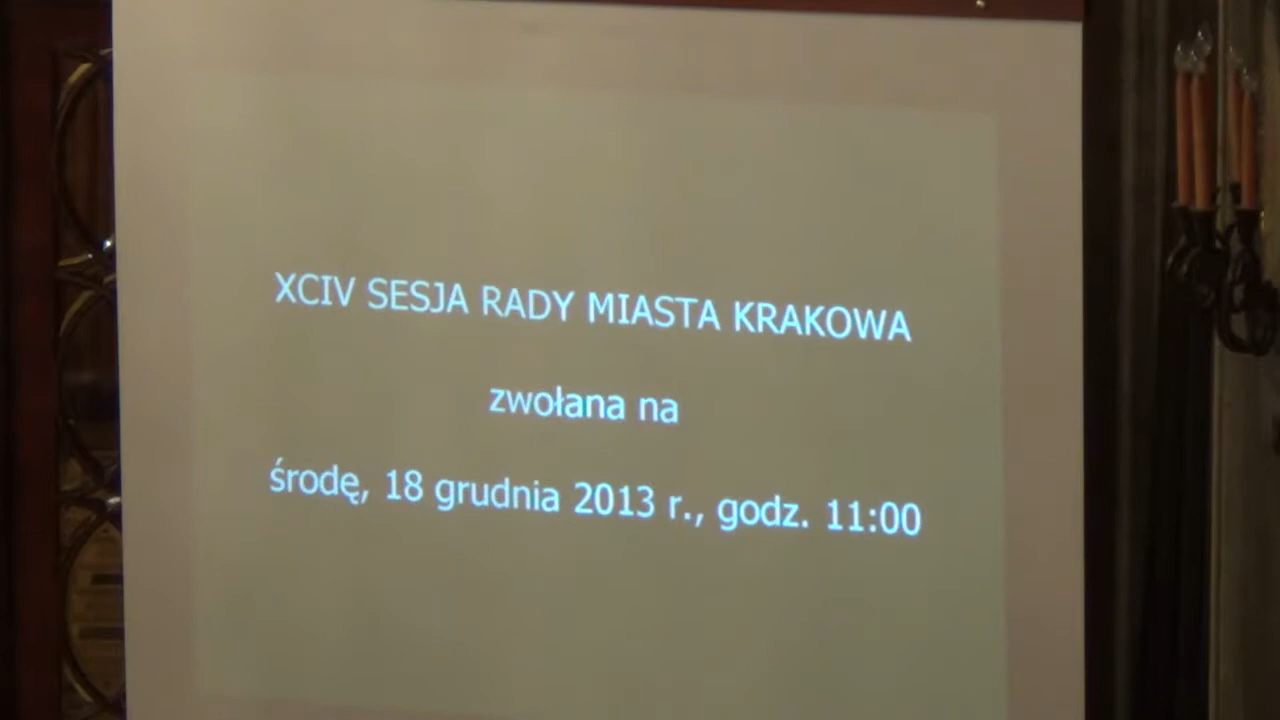 XCIV SESJA RADY MIASTA KRAKOWA
zwołana na
środę, 18 grudnia 2013 r., godz. 11:00